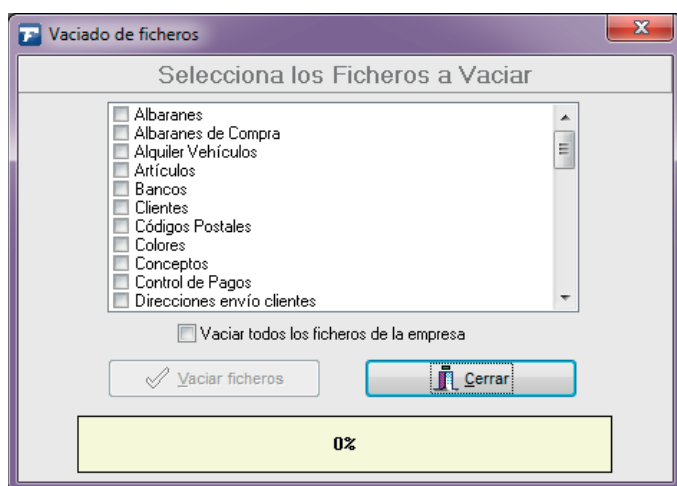 Vaciado de ficheros
Selecciona los Ficheros a Vaciar
Albaranes
Albaranes de Compra
Alquiler Vehículos
Artículos
Bancos
Clientes
Códigos Postales
Colores
Conceptos
Control de Pagos
Direcciones envío clientes
Vaciar todos los ficheros de la empresa
Vaciar ficheros Cerrar
0%